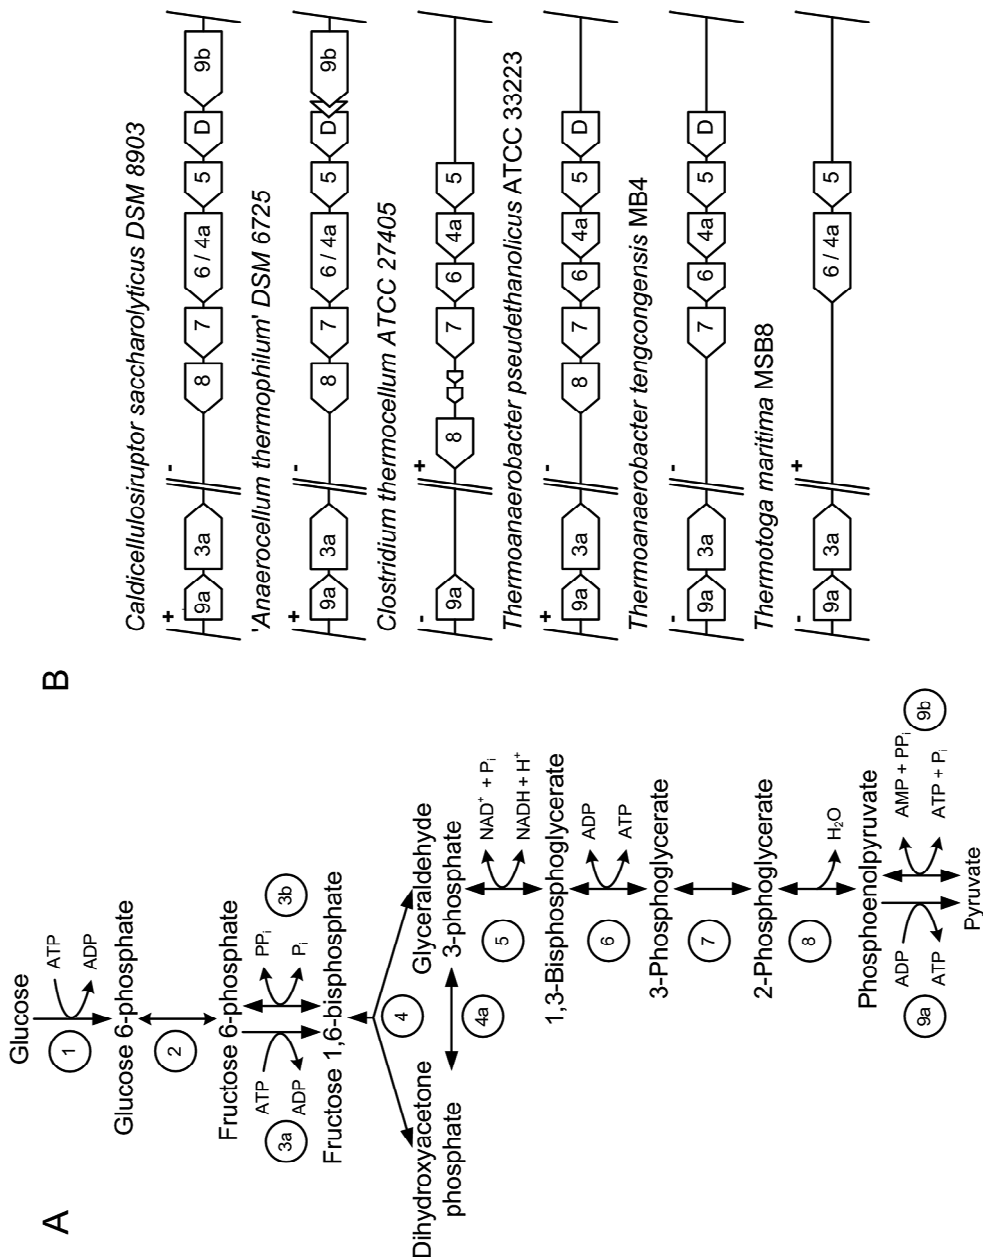 A
Glucose
1
ATP
ADP
Glucose 6-phosphate
2
Fructose 6-phosphate
3a
ATP
ADP
PPi
Pi
3b
Fructose 1,6-bisphosphate
4
Dihydroxyacetone
phosphate
4a
Glyceraldehyde
3-phosphate
5
NAD+ + Pi
NADH + H+
1,3-Bisphosphoglycerate
6
ADP
ATP
3-Phosphoglycerate
7
2-Phosphoglycerate
8
H2O
Phosphoenolpyruvate
9a
ADP
ATP
AMP + PPi
ATP + Pi
9b
Pyruvate
B
Caldicellulosiruptor saccharolyticus DSM 8903
+ -
9a 3a 8 7 6 / 4a 5 D 9b
'Anaerocellum thermophilum' DSM 6725
+ -
9a 3a 8 7 6 / 4a 5 D 9b
Clostridium thermocellum ATCC 27405
- +
9a 8 7 6 4a 5
Thermoanaerobacter pseudethanolicus ATCC 33223
+ -
9a 3a 8 7 6 4a 5 D
Thermoanaerobacter tengcongensis MB4
- -
9a 3a 7 6 4a 5 D
Thermotoga maritima MSB8
- +
9a 3a 6 / 4a 5